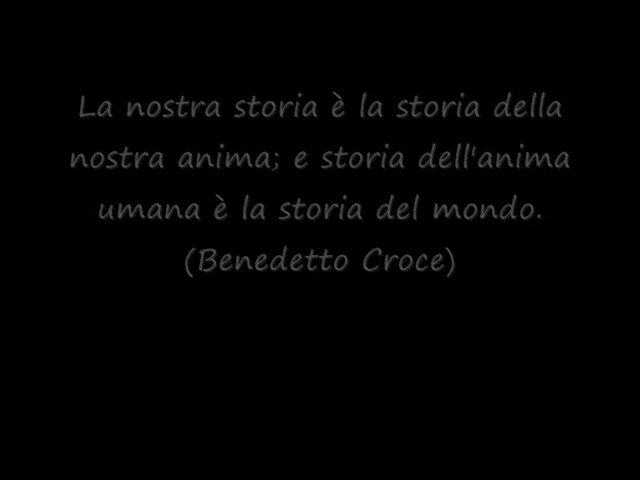 La nostra storia è la storia della
nostra anima; e storia dell'anima
umana è la storia del mondo.
(Benedetto Croce)